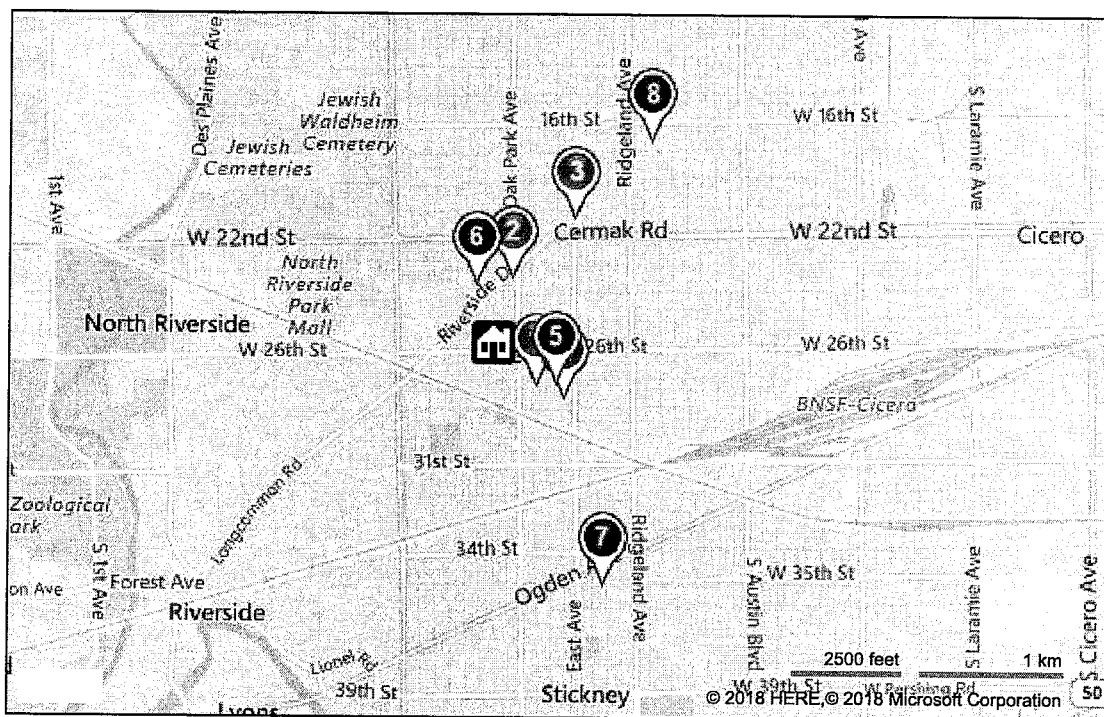 Des Plaines Ave
Jewish
Waldheim
Cemetery
Jewish
Cemeteries
Oak Park Ave
16th St
Ridgeland Ave
8
Ave
W 16th St
S Laramie Ave
1st Ave
3
W 22nd St
6
2
Cermak Rd
W 22nd St
Cicero
North
Riverside
Park
Mall
Riverside D
North Riverside
W 26th St
5
26th St
W 26th St
BNSF-Cicero
31st St
Zoological
ark
Longcommon Rd
S 1st Ave
34th St
7
Ridgeland Ave
on Ave
Forest Ave
Riverside
Ogden
East Ave
S Austin Blvd
W 35th St
S Laramie Ave
S Cicero Ave
Lionel Rd
39th St
Lyons
Stickney
2500 feet
1 km
W 39th St
W Pershing Rd
50
© 2018 HERE,© 2018 Microsoft Corporation